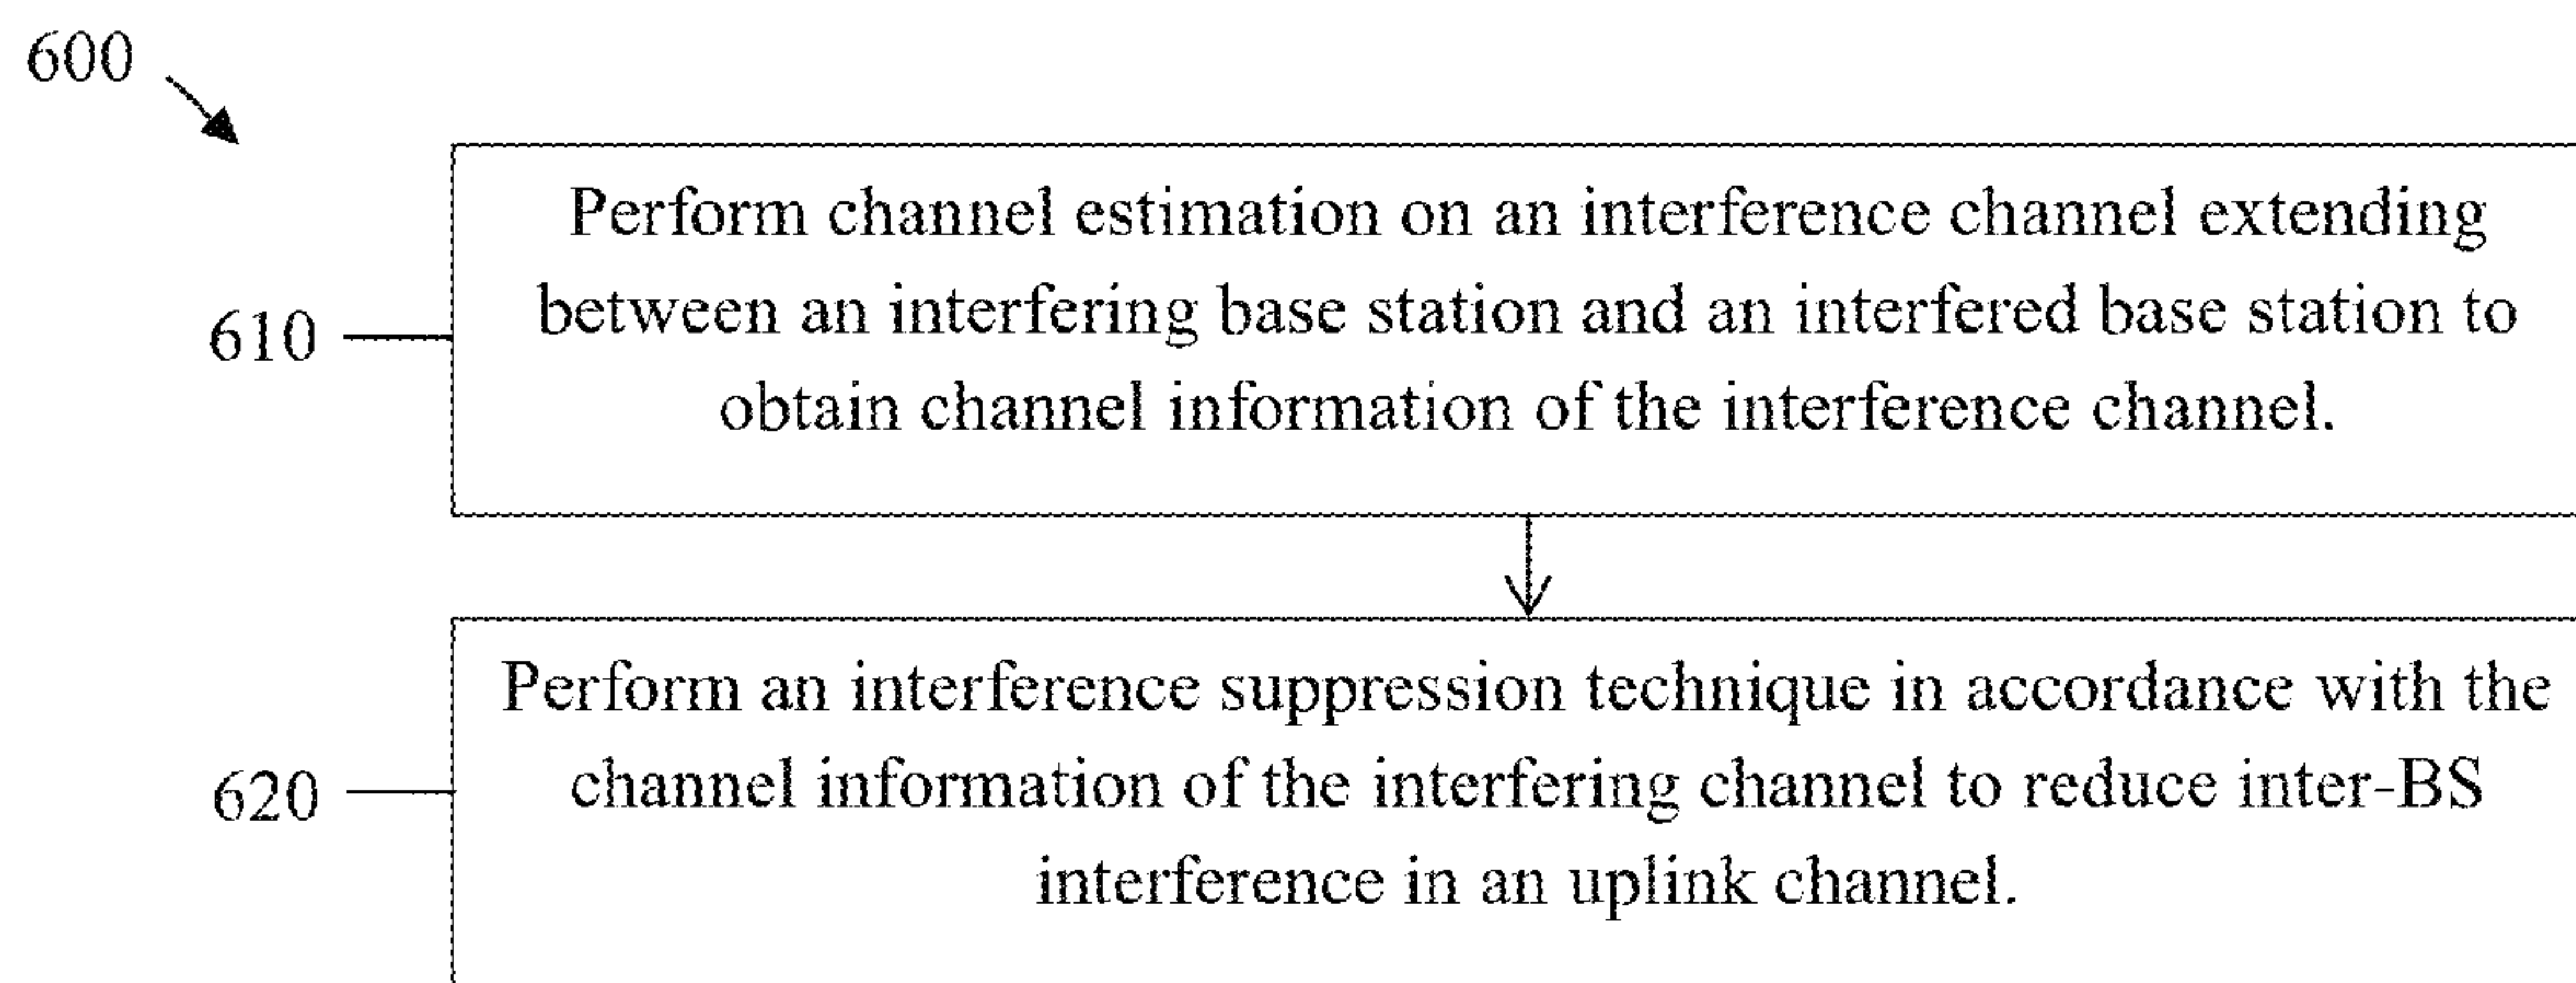 600
610
Perform channel estimation on an interference channel extending
between an interfering base station and an interfered base station to
obtain channel information of the interference channel.
620
Perform an interference suppression technique in accordance with the
channel information of the interfering channel to reduce inter-BS
interference in an uplink channel.